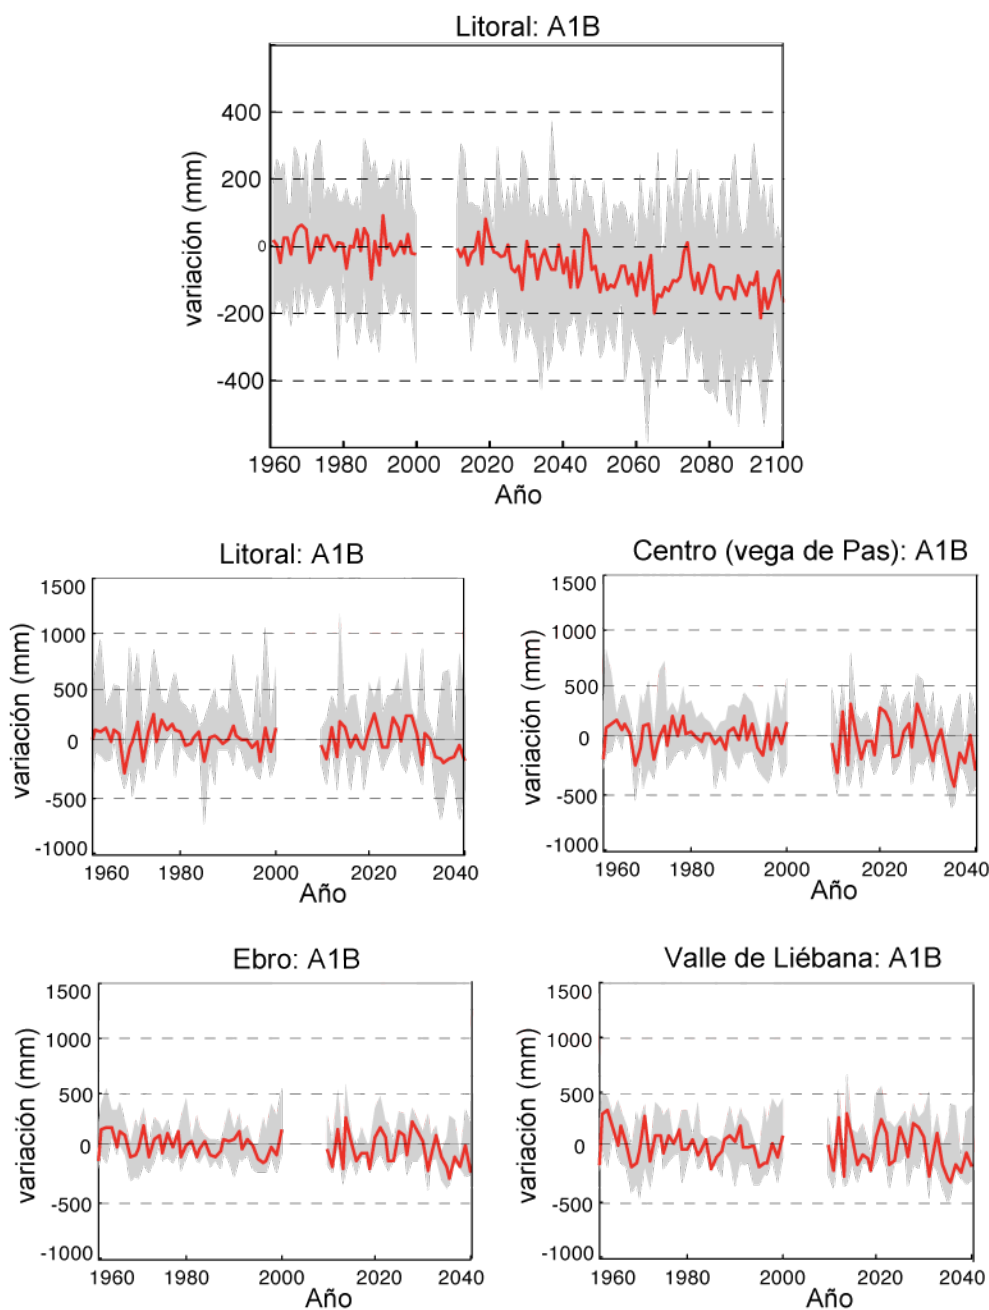 Litoral: A1B
variación (mm)
400
200
0
-200
-400
1960 1980 2000 2020 2040 2060 2080 2100
Año
Litoral: A1B
variación (mm)
1500
1000
500
0
-500
-1000
1960 1980 2000 2020 2040
Año
Centro (vega de Pas): A1B
variación (mm)
1500
1000
500
0
-500
-1000
1960 1980 2000 2020 2040
Año
Ebro: A1B
variación (mm)
1500
1000
500
0
-500
-1000
1960 1980 2000 2020 2040
Año
Valle de Liébana: A1B
variación (mm)
1500
1000
500
0
-500
-1000
1960 1980 2000 2020 2040
Año